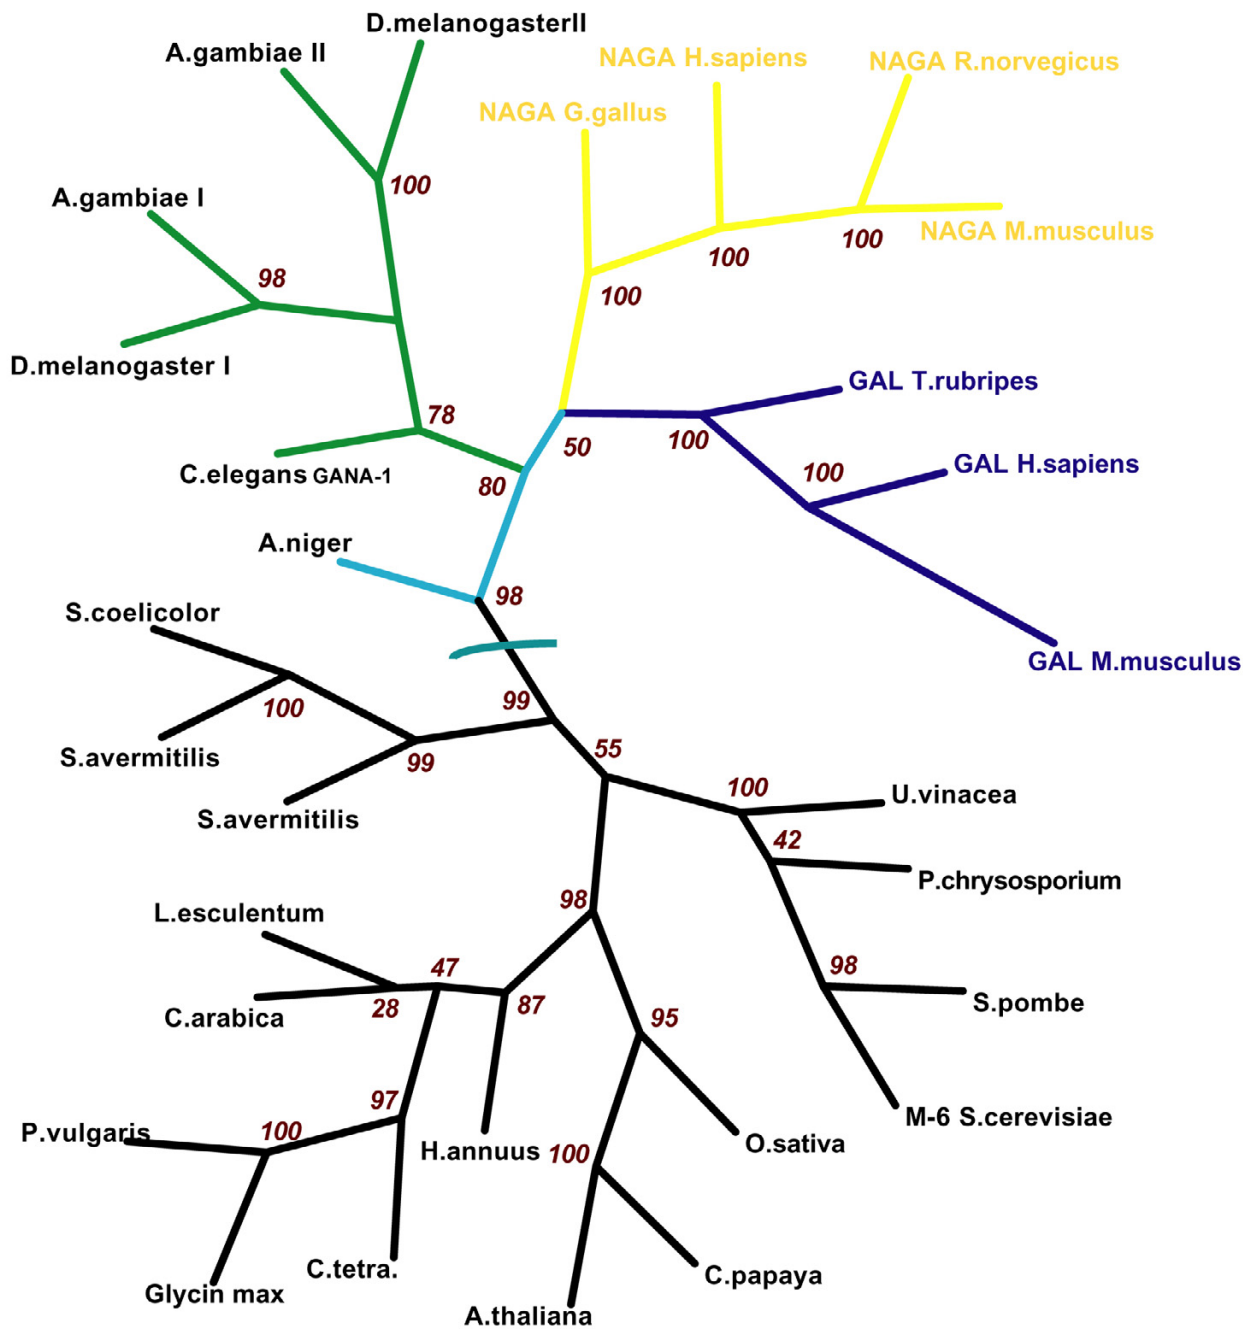 D.melanogasterII
A.gambiae II
NAGA H.sapiens
NAGA R.norvegicus
NAGA G.gallus
100
A.gambiae I
NAGA M.musculus
100
100
98
100
D.melanogaster I
GAL T.rubripes
78
50
100
C.elegans GANA-1
80
100
GAL H.sapiens
A.niger
98
S.coelicolor
GAL M.musculus
100
99
S.avermitilis
99
55
S.avermitilis
100
U.vinacea
42
P.chrysosporium
L.esculentum
98
47
98
C.arabica
28
87
95
S.pombe
97
P.vulgaris
100
H.annuus
100
O.sativa
M-6 S.cerevisiae
C.tetra.
C.papaya
Glycin max
A.thaliana